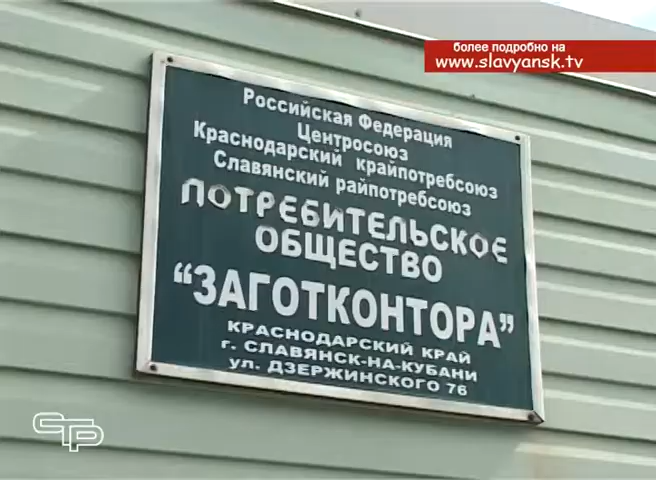 более подробно на
www.slavyansk.tv
Российская Федерация
Центросоюз
Краснодарский крайпотребсоюз
Славянский райпотребсоюз
ПОТРЕБИТЕЛЬСКОЕ
ОБЩЕСТВО
“ЗАГОТКОНТОРА”
КРАСНОДАРСКИЙ КРАЙ
г. СЛАВЯНСК-НА-КУБАНИ
ул. ДЗЕРЖИНСКОГО 76
СТР